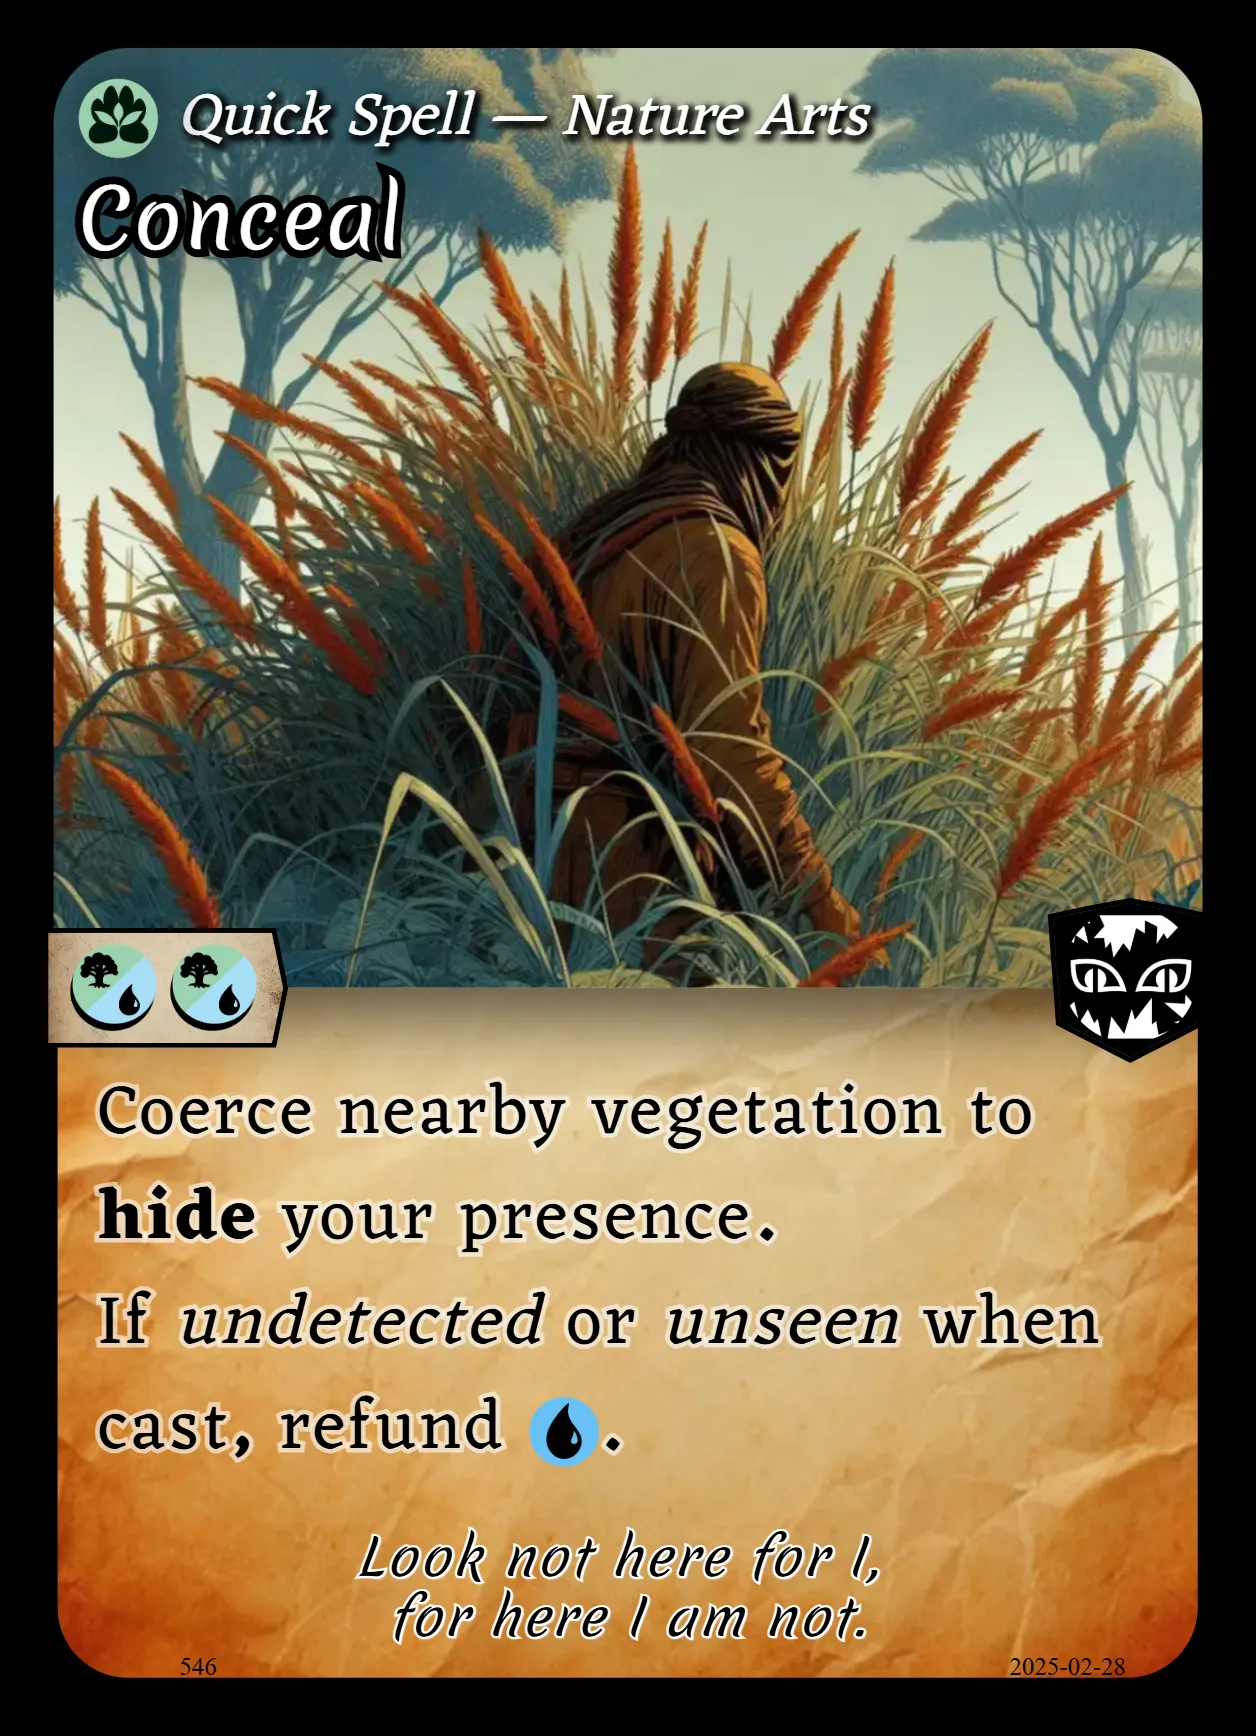 Quick Spell — Nature Arts
Conceal
Coerce nearby vegetation to
hide your presence.
If undetected or unseen when
cast, refund .
Look not here for I,
for here I am not.
546
2025-02-28